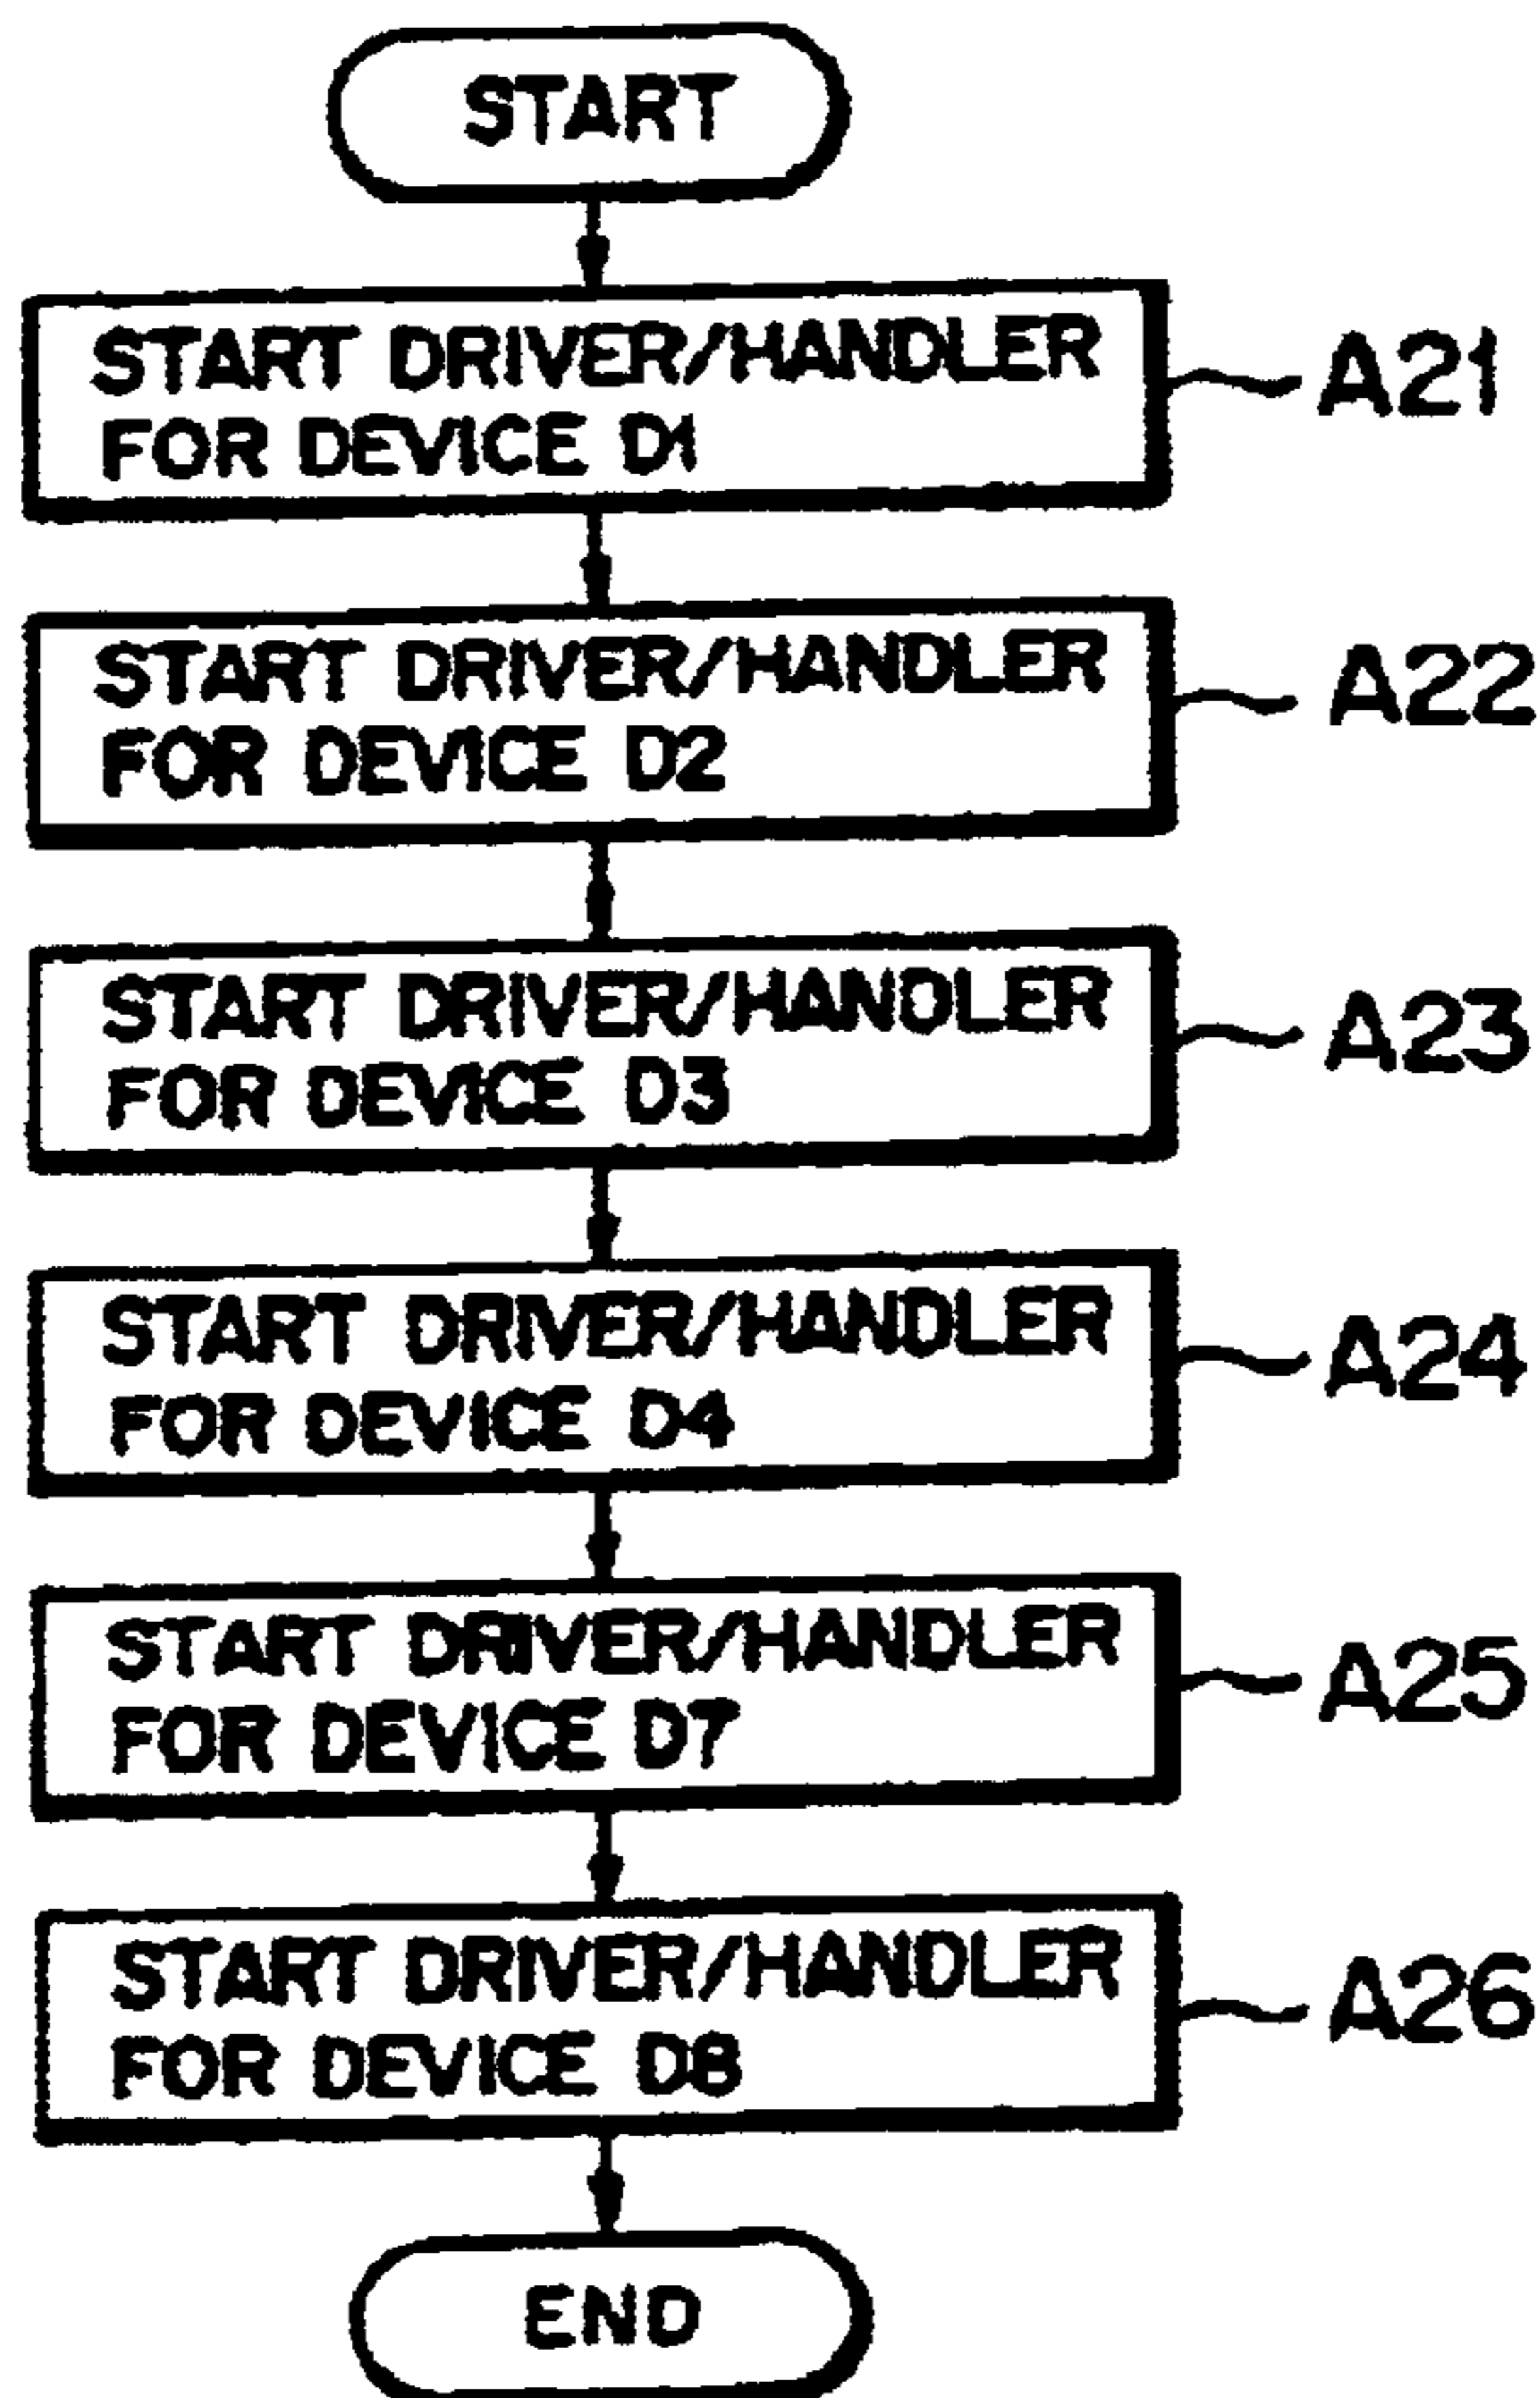 START
START DRIVER/HANDLER
FOR DEVICE D1
A21
START DRIVER/HANDLER
FOR DEVICE D2
A22
START DRIVER/HANDLER
FOR DEVICE D3
A23
START DRIVER/HANDLER
FOR DEVICE D4
A24
START DRIVER/HANDLER
FOR DEVICE D7
A25
START DRIVER/HANDLER
FOR DEVICE D8
A26
END